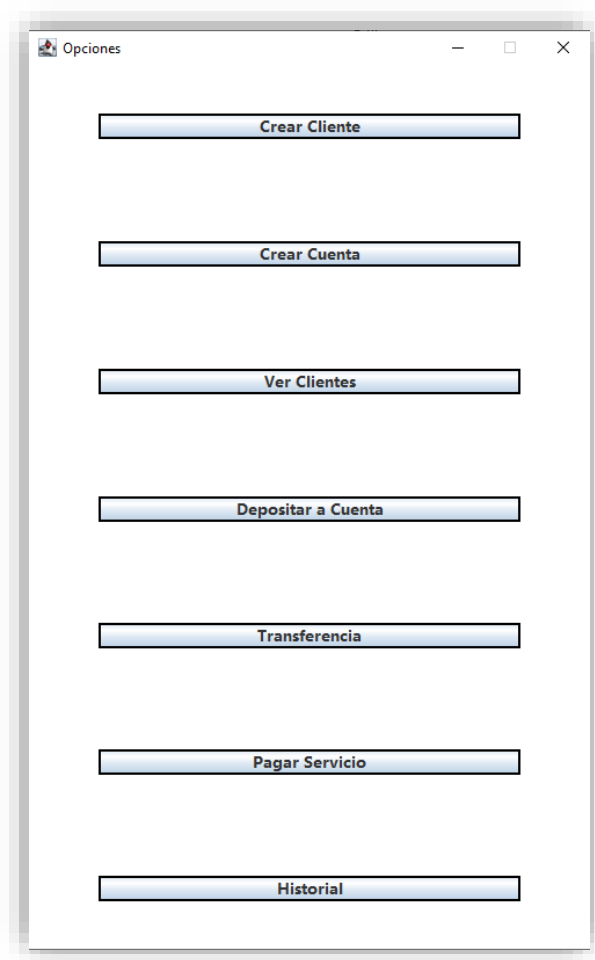 Opciones
Crear Cliente
Crear Cuenta
Ver Clientes
Depositar a Cuenta
Transferencia
Pagar Servicio
Historial